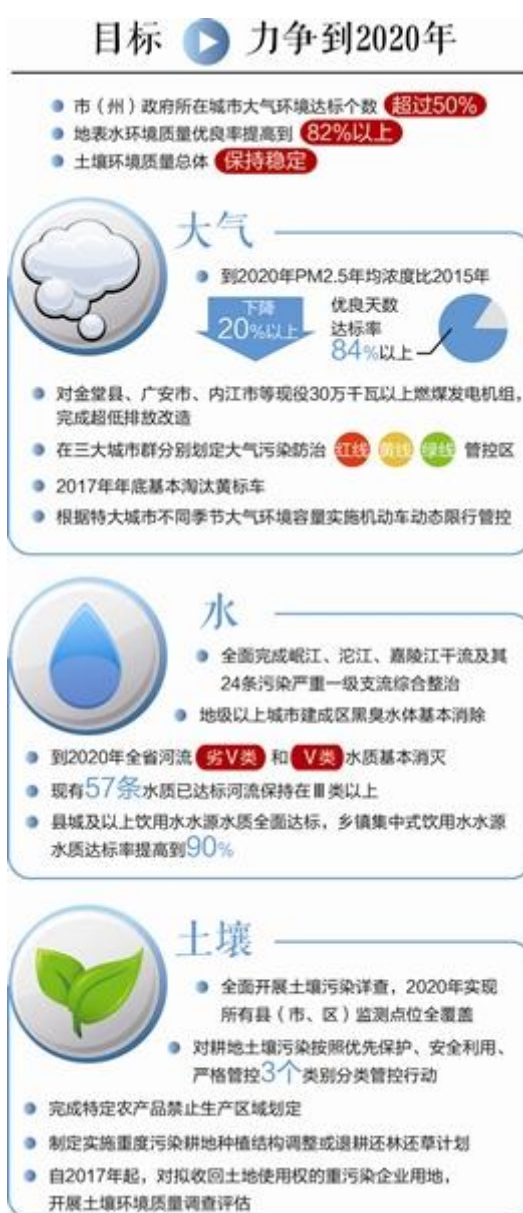 目标 力争到2020年
市（州）政府所在城市大气环境达标个数 超过50%
地表水环境质量优良率提高到 82%以上
土壤环境质量总体 保持稳定
大气
到2020年PM2.5年均浓度比2015年
下降
20%以上
优良天数
达标率
84%以上
对金堂县、广安市、内江市等现役30万千瓦以上燃煤发电机组，
完成超低排放改造
在三大城市群分别划定大气污染防治 红线 黄线 绿线 管控区
2017年年底基本淘汰黄标车
根据特大城市不同季节大气环境容量实施机动车动态限行管控
水
全面完成岷江、沱江、嘉陵江干流及其
24条污染严重一级支流综合整治
地级以上城市建成区黑臭水体基本消除
到2020年全省河流 劣Ⅴ类 和 Ⅴ类 水质基本消灭
现有57条水质已达标河流保持在Ⅲ类以上
县城及以上饮用水水源水质全面达标，乡镇集中式饮用水水源
水质达标率提高到90%
土壤
全面开展土壤污染详查，2020年实现
所有县（市、区）监测点位全覆盖
对耕地土壤污染按照优先保护、安全利用、
严格管控3个类别分类管控行动
完成特定农产品禁止生产区域划定
制定实施重度污染耕地种植结构调整或退耕还林还草计划
自2017年起，对拟收回土地使用权的重污染企业用地，
开展土壤环境质量调查评估